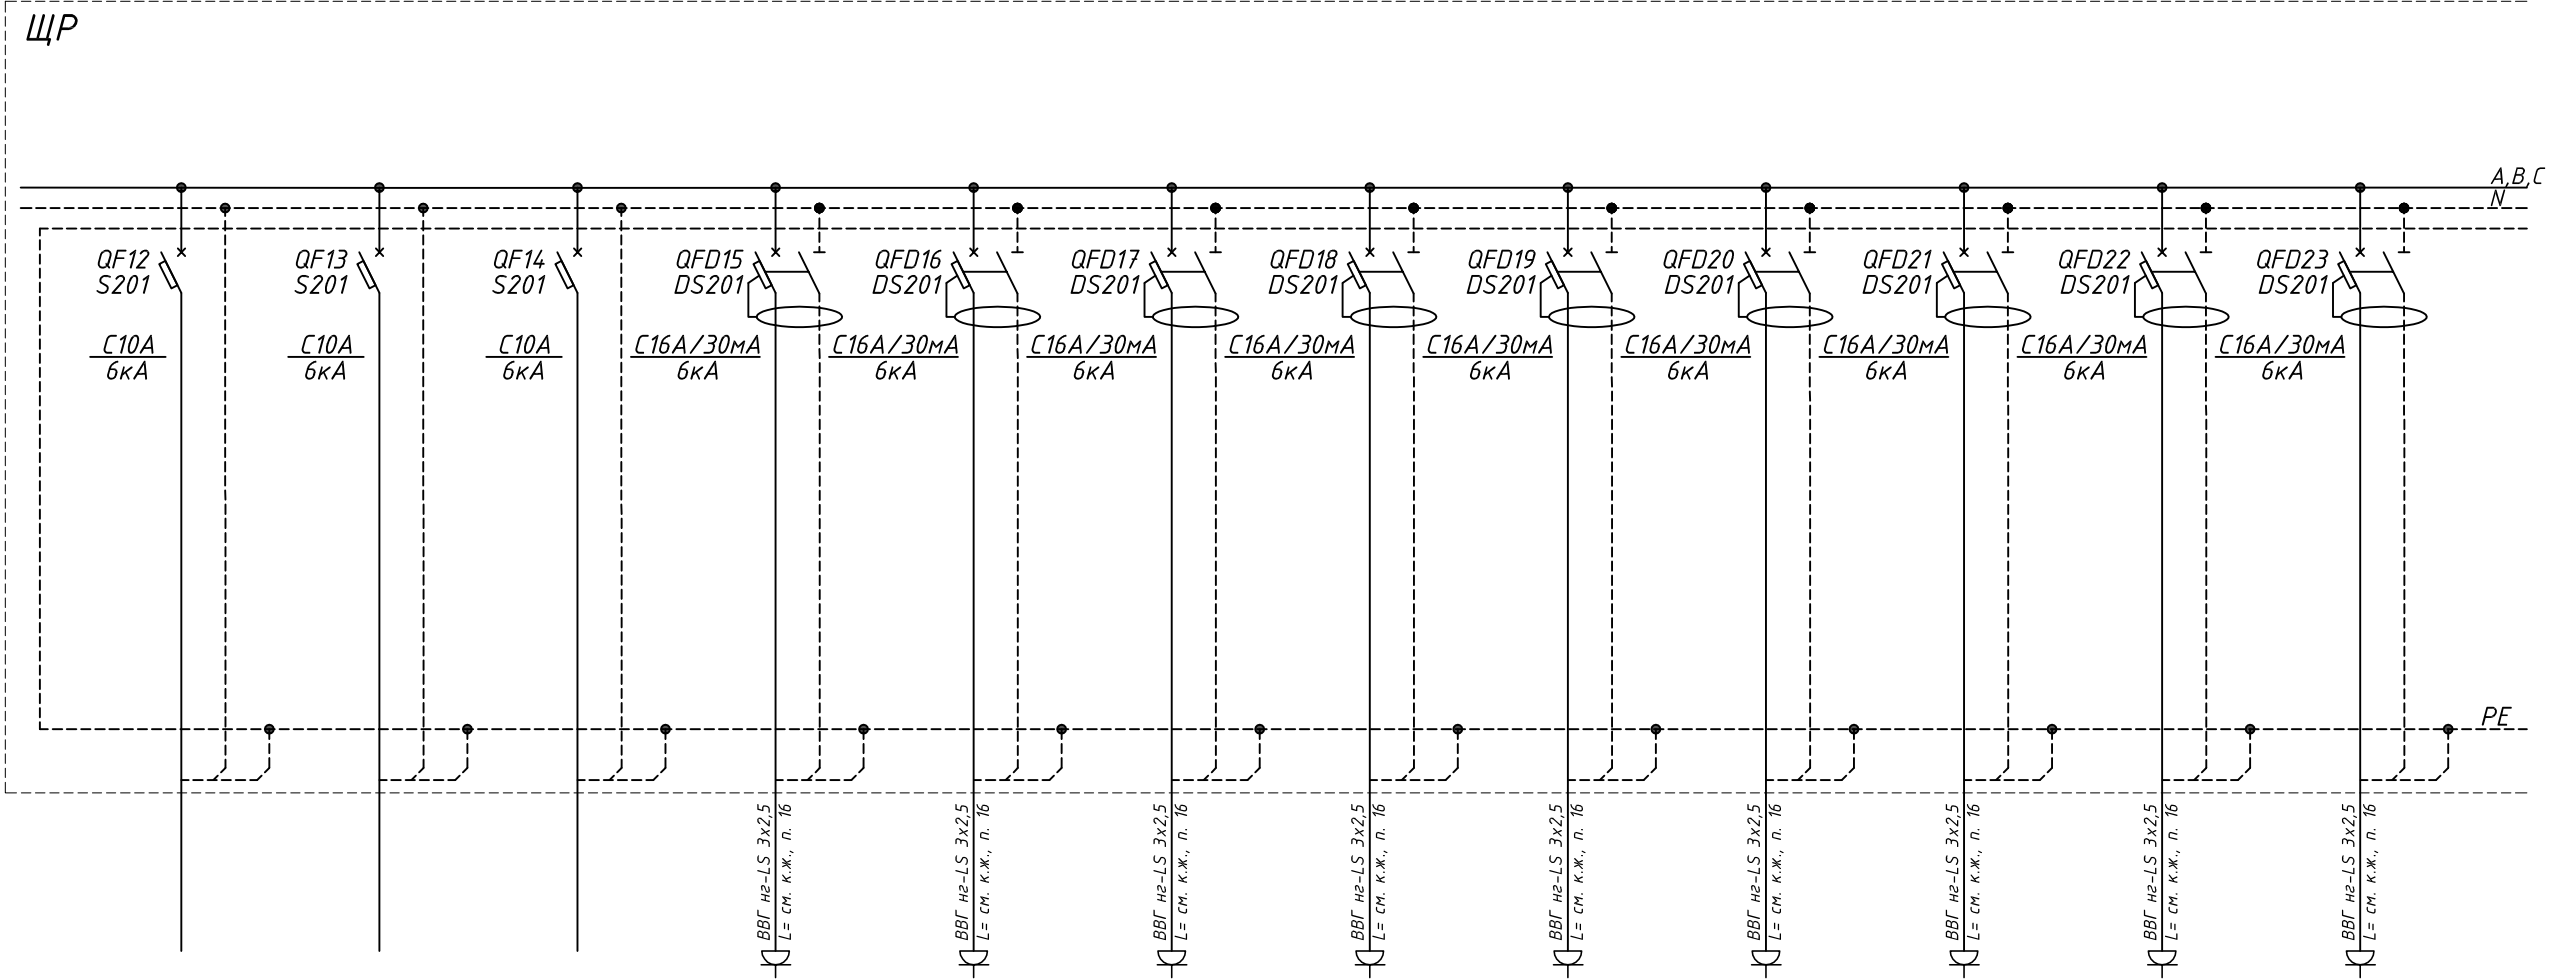 ЩР
A,B,C
N
QF12
S201
QF13
S201
QF14
S201
QFD15
DS201
QFD16
DS201
QFD17
DS201
QFD18
DS201
QFD19
DS201
QFD20
DS201
QFD21
DS201
QFD22
DS201
QFD23
DS201
C10A
6кА
C10A
6кА
C10A
6кА
C16A/30мА
6кА
C16A/30мА
6кА
C16A/30мА
6кА
C16A/30мА
6кА
C16A/30мА
6кА
C16A/30мА
6кА
C16A/30мА
6кА
C16A/30мА
6кА
C16A/30мА
6кА
PE
ВВГ нг-LS 3x2,5
L= см. к.ж., п. 16
ВВГ нг-LS 3x2,5
L= см. к.ж., п. 16
ВВГ нг-LS 3x2,5
L= см. к.ж., п. 16
ВВГ нг-LS 3x2,5
L= см. к.ж., п. 16
ВВГ нг-LS 3x2,5
L= см. к.ж., п. 16
ВВГ нг-LS 3x2,5
L= см. к.ж., п. 16
ВВГ нг-LS 3x2,5
L= см. к.ж., п. 16
ВВГ нг-LS 3x2,5
L= см. к.ж., п. 16
ВВГ нг-LS 3x2,5
L= см. к.ж., п. 16